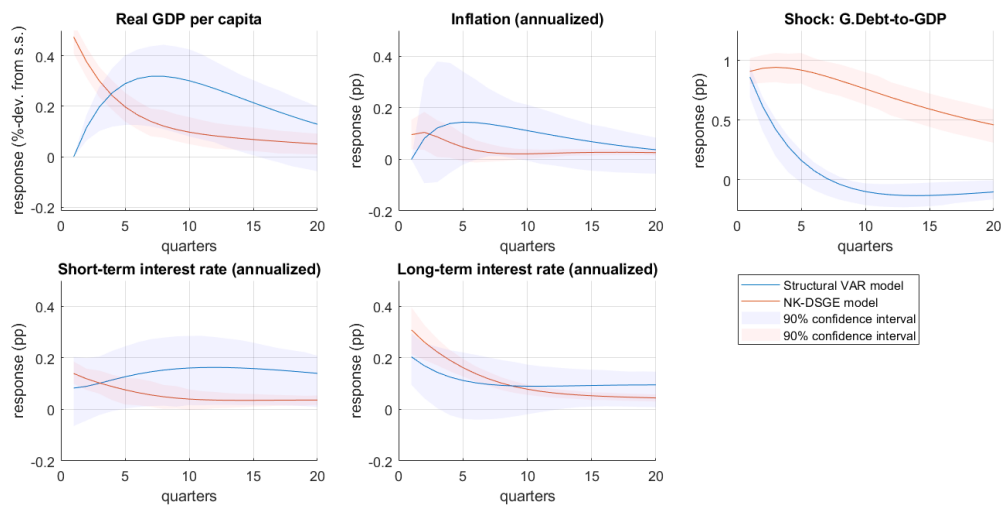 Real GDP per capita
response (%-dev. from s.s.)
0.4
0.2
0
-0.2
0
5
10
15
20
quarters
Inflation (annualized)
response (pp)
0.4
0.2
0
-0.2
0
5
10
15
20
quarters
Shock: G.Debt-to-GDP
response (pp)
1
0.5
0
0
5
10
15
20
quarters
Short-term interest rate (annualized)
response (pp)
0.4
0.2
0
-0.2
0
5
10
15
20
quarters
Long-term interest rate (annualized)
response (pp)
0.4
0.2
0
-0.2
0
5
10
15
20
quarters
Structural VAR model
NK-DSGE model
90% confidence interval
90% confidence interval